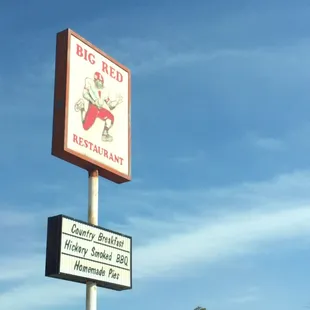 BIG RED
RESTAURANT
Country Breakfast
Hickory Smoked BBQ
Homemade Pies